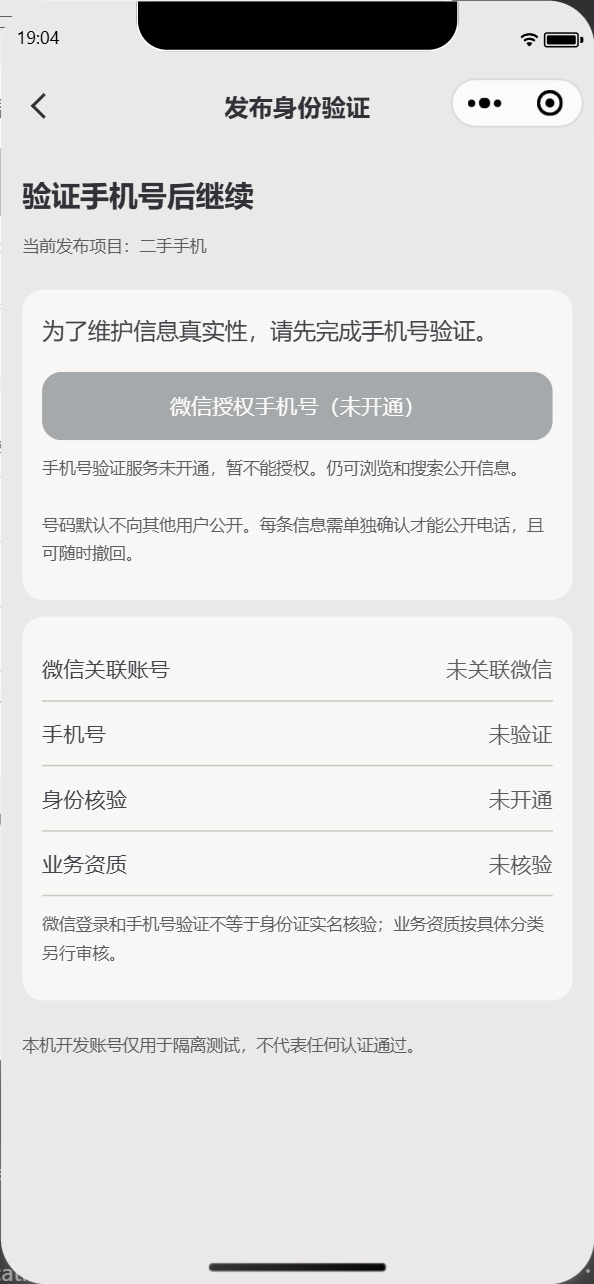 19:04
发布身份验证
验证手机号后继续
当前发布项目：二手手机
为了维护信息真实性，请先完成手机号验证。
微信授权手机号（未开通）
手机号验证服务未开通，暂不能授权。仍可浏览和搜索公开信息。
号码默认不向其他用户公开。每条信息需单独确认才能公开电话，且
可随时撤回。
微信关联账号 未关联微信
手机号 未验证
身份核验 未开通
业务资质 未核验
微信登录和手机号验证不等于身份证实名核验；业务资质按具体分类
另行审核。
本机开发账号仅用于隔离测试，不代表任何认证通过。